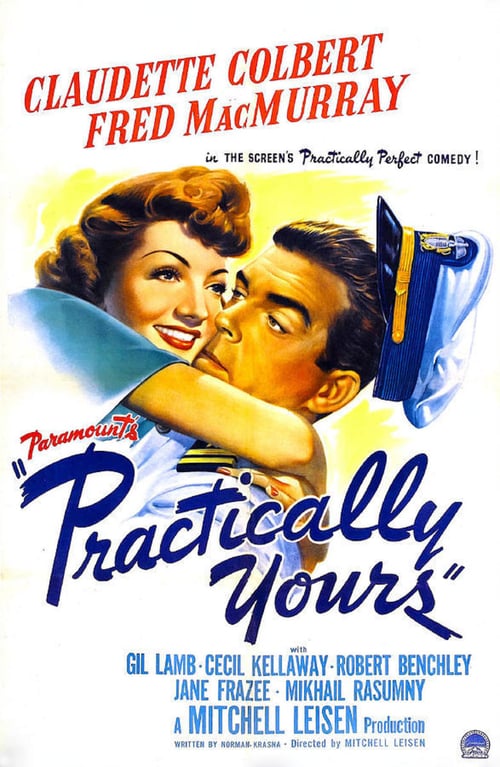 CLAUDETTE COLBERT
FRED MACMURRAY
in THE SCREEN'S Practically Perfect COMEDY!
Paramount's
"Practically
Yours"
with
GIL LAMB · CECIL KELLAWAY · ROBERT BENCHLEY
JANE FRAZEE · MIKHAIL RASUMNY
A MITCHELL LEISEN Production
WRITTEN BY NORMAN KRASNA - Directed by MITCHELL LEISEN